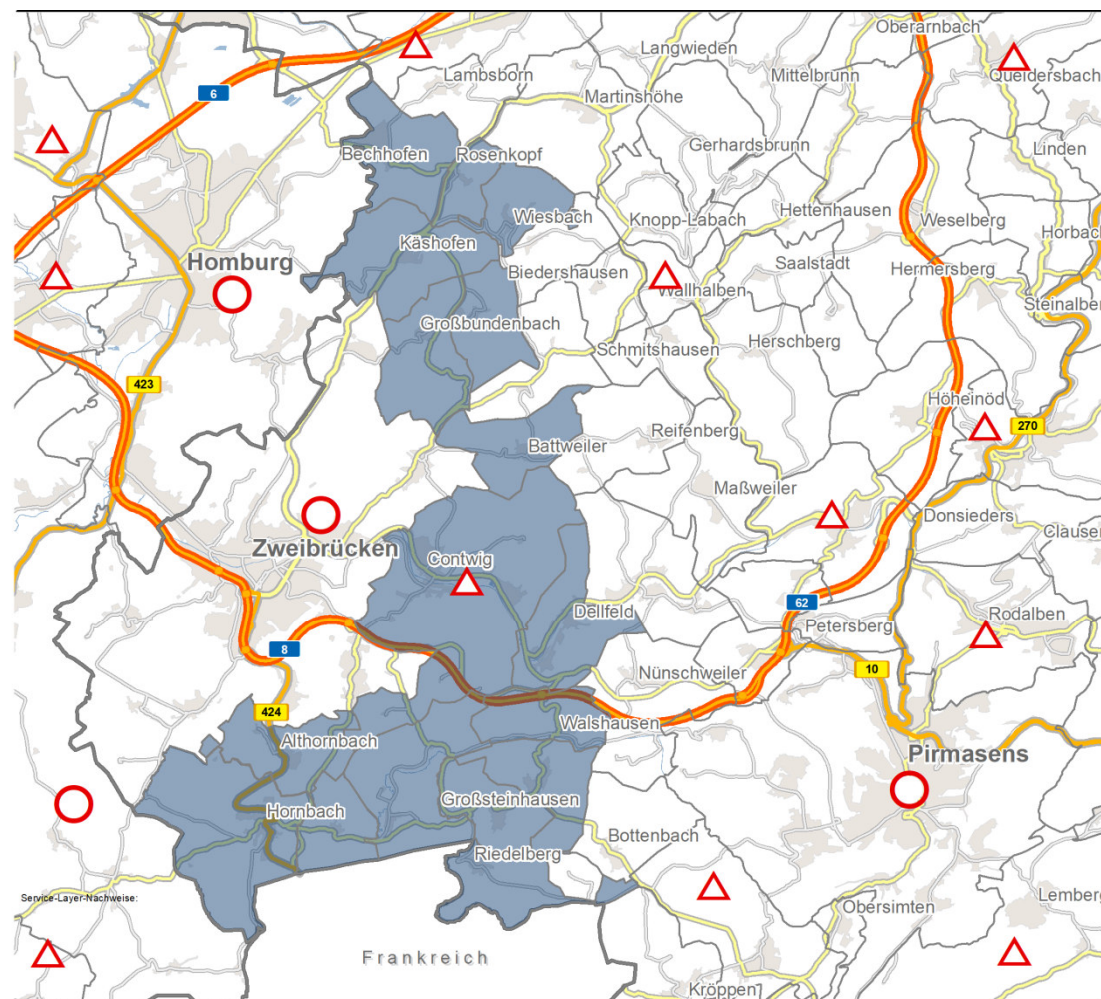 Oberarnbach
Langwieden
Queidersbach
Mittelbrunn
Lambsborn
6
Martinshöhe
Gerhardsbrunn
Linden
Bechhofen
Rosenkopf
Wiesbach
Knopp-Labach
Hettenhausen
Weselberg
Horbach
Käshofen
Homburg
Biedershausen
Saalstadt
Hermersberg
Wallhalben
Steinalben
Großbundenbach
Schmitshausen
Herschberg
423
Höheinöd
270
Battweiler
Reifenberg
Maßweiler
Donsieders
Clausen
Zweibrücken
Contwig
Dellfeld
62
Rodalben
Petersberg
8
Nünschweiler
10
424
Walshausen
Althornbach
Pirmasens
Großsteinhausen
Hornbach
Bottenbach
Riedelberg
Service-Layer-Nachweise:
Lemberg
Obersimten
Frankreich
Kröppen